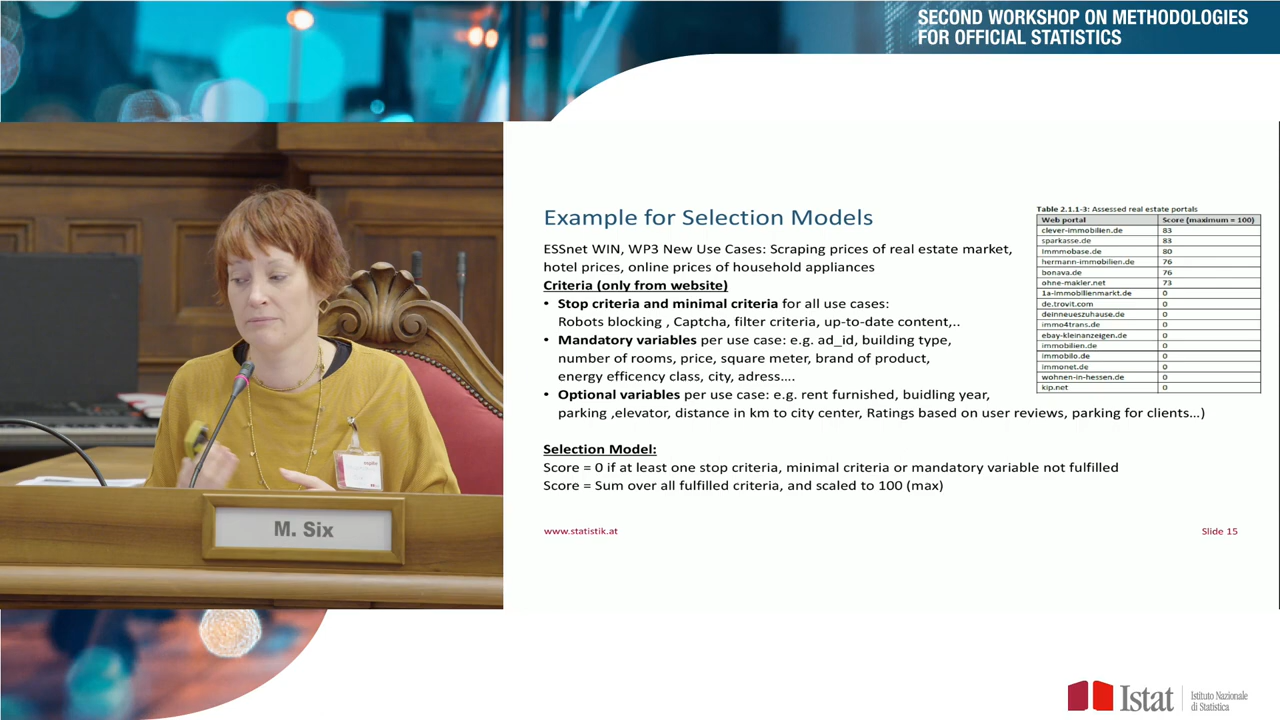 SECOND WORKSHOP ON METHODOLOGIES
FOR OFFICIAL STATISTICS
Example for Selection Models
ESSnet WIN, WP3 New Use Cases: Scraping prices of real estate market,
hotel prices, online prices of household appliances
Criteria (only from website)
• Stop criteria and minimal criteria for all use cases:
Robots blocking , Captcha, filter criteria, up-to-date content,..
• Mandatory variables per use case: e.g. ad_id, building type,
number of rooms, price, square meter, brand of product,
energy efficency class, city, adress....
• Optional variables per use case: e.g. rent furnished, buidling year,
parking ,elevator, distance in km to city center, Ratings based on user reviews, parking for clients...)
Table 2.1.1-3: Assessed real estate portals
Web portal Score (maximum = 100)
clever-immobilien.de 83
sparkasse.de 83
Immmobase.de 80
hermann-immobilien.de 76
bonava.de 76
ohne-makler.net 73
1a-immobilienmarkt.de 0
de.trovit.com 0
deinneueszuhause.de 0
immo4trans.de 0
ebay-kleinanzeigen.de 0
immobilien.de 0
immobilo.de 0
immonet.de 0
wohnen-in-hessen.de 0
kip.net 0
Selection Model:
Score = 0 if at least one stop criteria, minimal criteria or mandatory variable not fulfilled
Score = Sum over all fulfilled criteria, and scaled to 100 (max)
www.statistik.at
Slide 15
M. Six
Istat
Istituto Nazionale
di Statistica